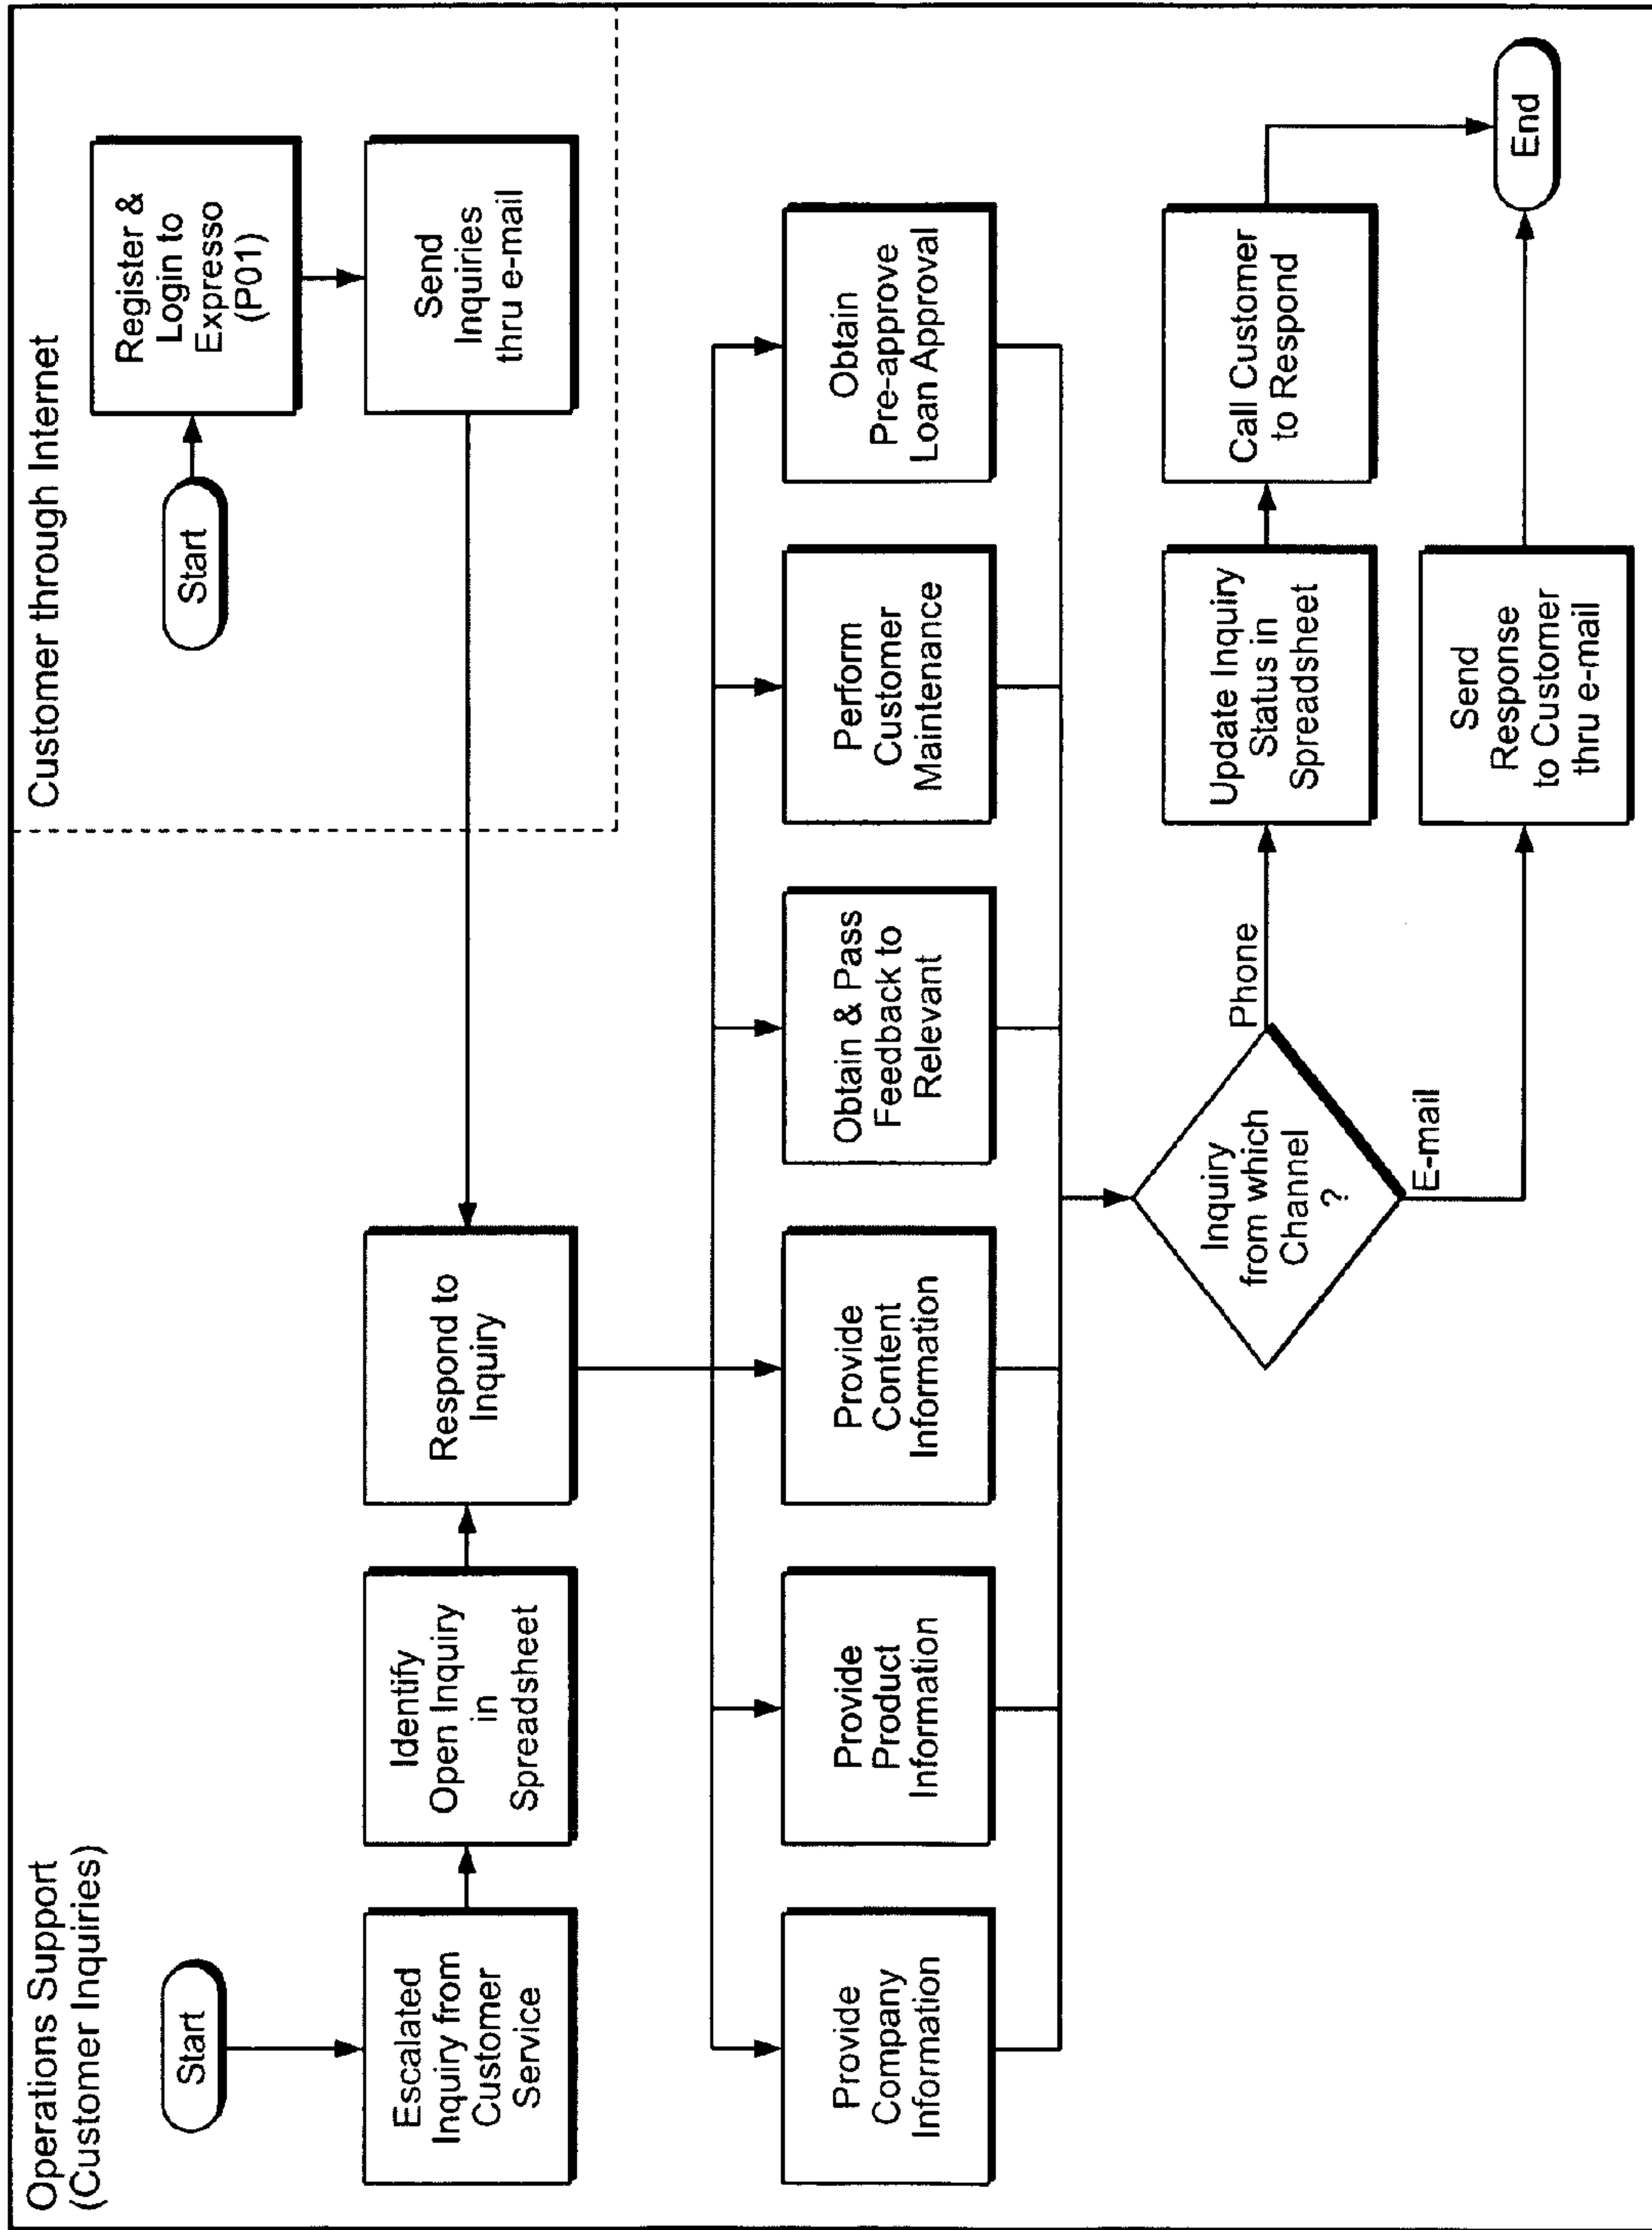 Operations Support
(Customer Inquiries)
Customer through Internet
Start
Start
Register &
Login to
Expresso
(P01)
Escalated
Inquiry from
Customer
Service
Identify
Open Inquiry
in
Spreadsheet
Respond to
Inquiry
Send
Inquiries
thru e-mail
Provide
Company
Information
Provide
Product
Information
Provide
Content
Information
Obtain & Pass
Feedback to
Relevant
Perform
Customer
Maintenance
Obtain
Pre-approve
Loan Approval
Inquiry
from which
Channel
?
Phone
Update Inquiry
Status in
Spreadsheet
Call Customer
to Respond
E-mail
Send
Response
to Customer
thru e-mail
End